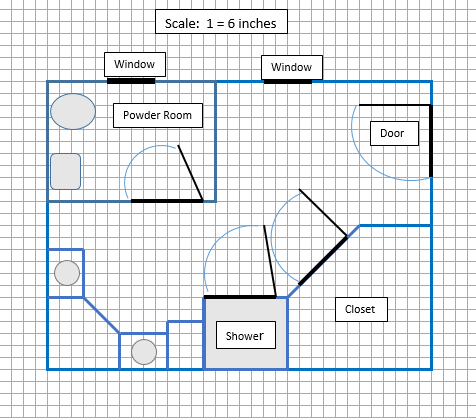 Scale:  1 = 6 inches
Window
Window
Powder Room
Door
Closet
Shower